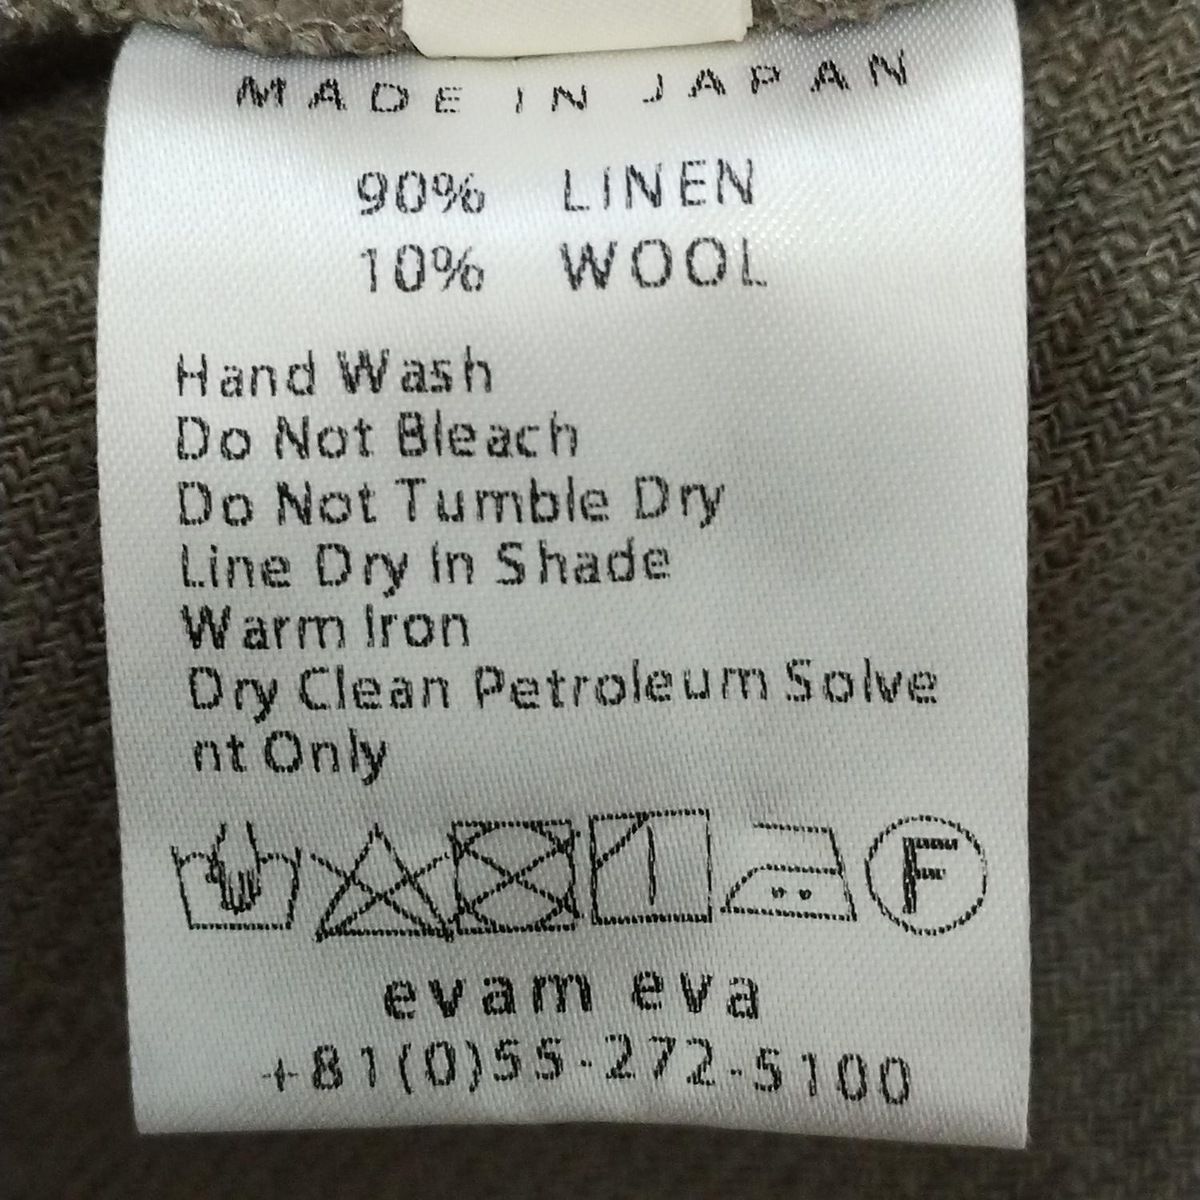 MADE IN JAPAN
90% LINEN
10% WOOL
Hand Wash
Do Not Bleach
Do Not Tumble Dry
Line Dry In Shade
Warm Iron
Dry Clean Petroleum Solve
nt Only
F
evam eva
+81(0)55-272-5100